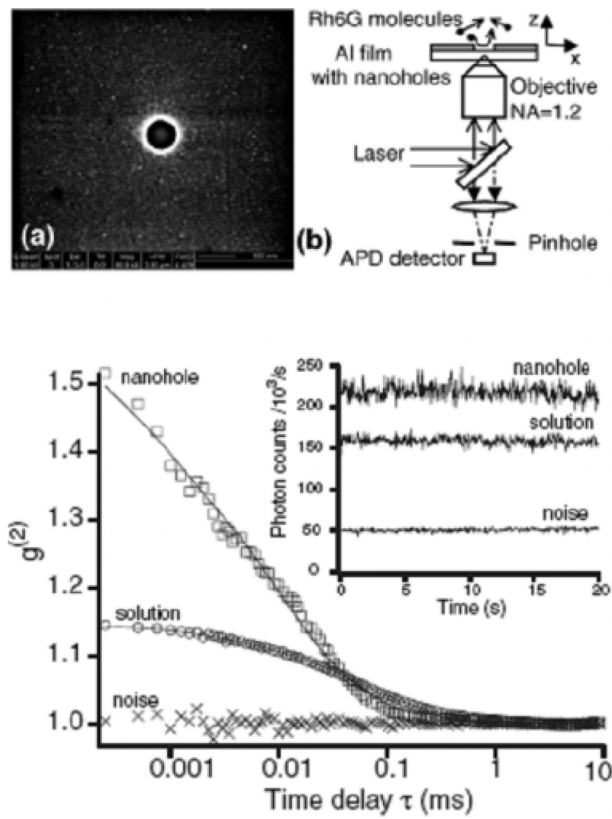 (a)
(b)
Rh6G molecules
Al film
with nanoholes
Z
x
Objective
NA=1.2
Laser
Pinhole
APD detector
g(2)
1.5
1.4
1.3
1.2
1.1
1.0
nanohole
solution
noise
0.001
0.01
0.1
1
10
Time delay τ (ms)
Photon counts /10³/s
250
200
150
100
50
0
nanohole
solution
noise
0
5
10
15
20
Time (s)